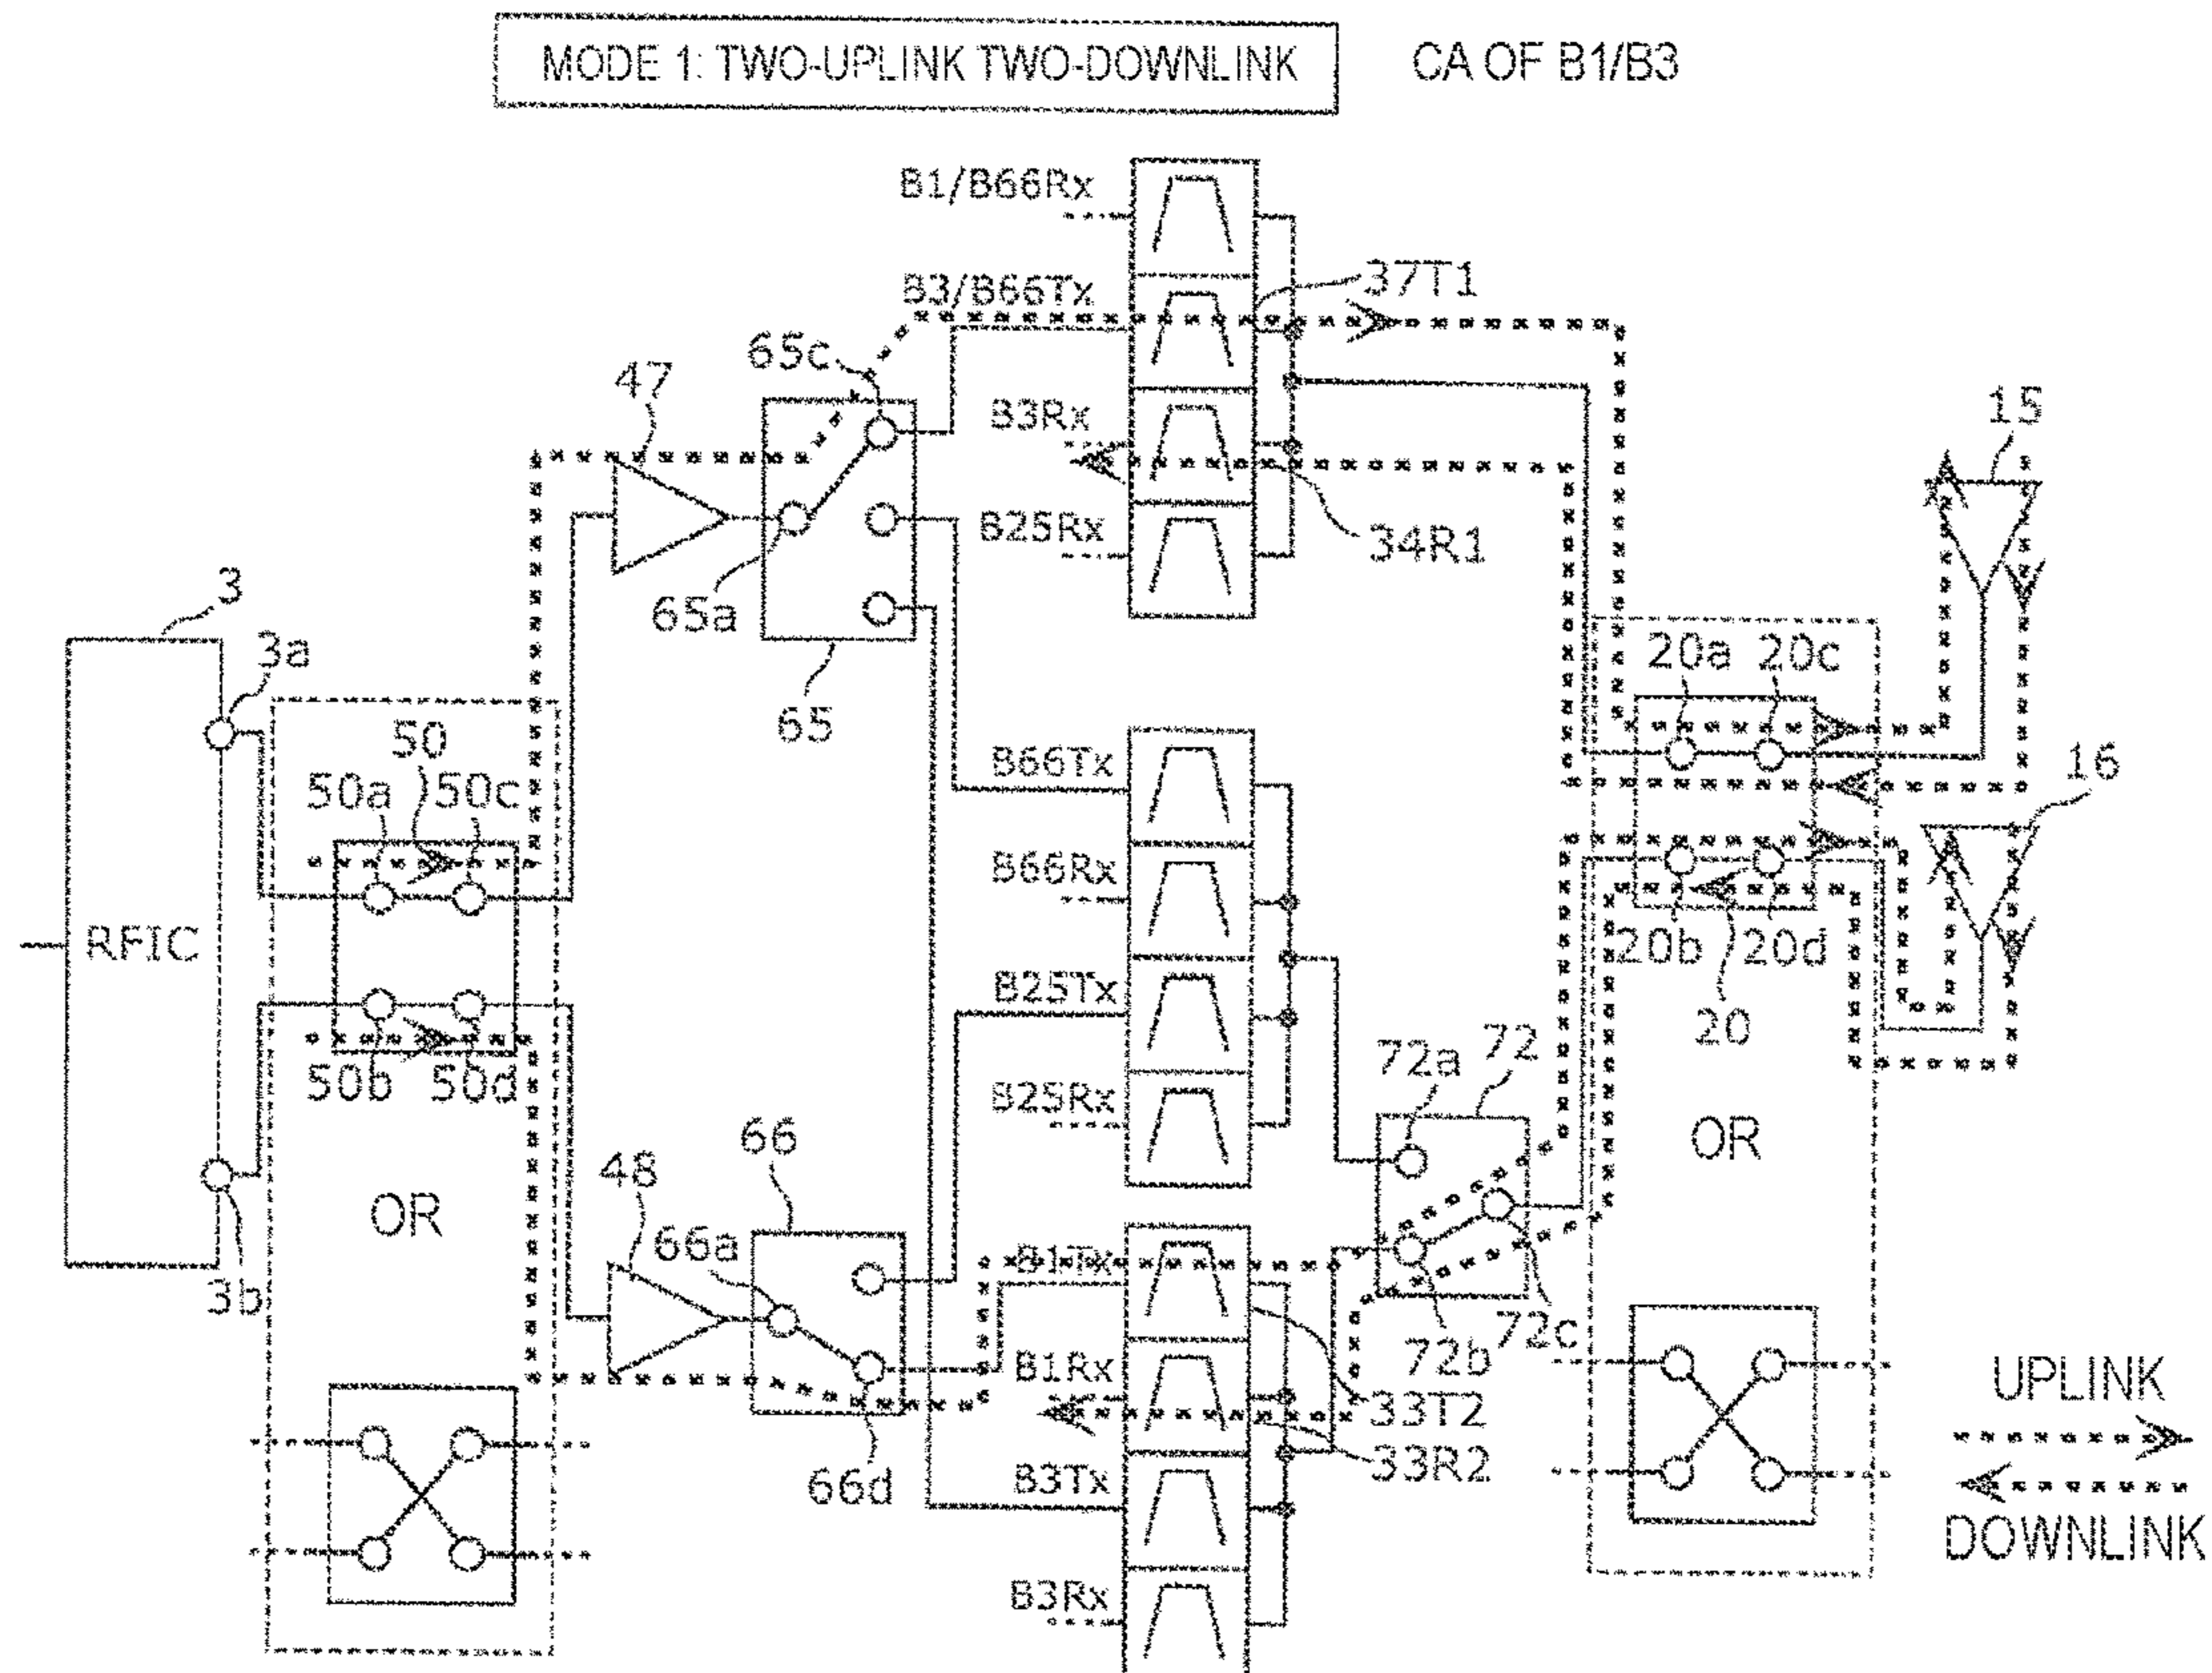 MODE 1: TWO-UPLINK TWO-DOWNLINK
CA OF B1/B3
B1/B66Rx
B3/B66Tx
37T1
65c
47
B3Rx
15
B25Rx
34R1
65a
3
3a
20a
20c
65
50
50a
50c
B66Tx
16
B66Rx
RFIC
20b
20d
B25Tx
20
72
72a
50b
50d
B25Rx
66
OR
48
OR
66a
B1Tx
3b
72c
72b
B1Rx
UPLINK
33T2
33R2
66d
B3Tx
DOWNLINK
B3Rx